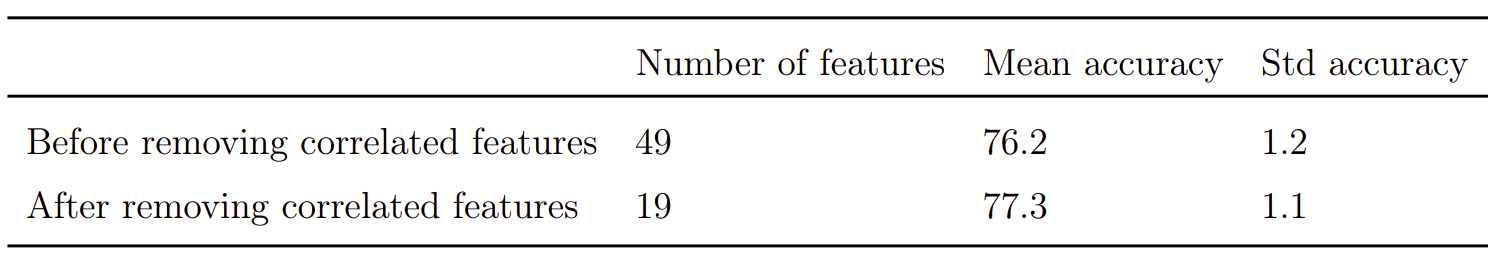 Number of features Mean accuracy Std accuracy
Before removing correlated features 49 76.2 1.2
After removing correlated features 19 77.3 1.1